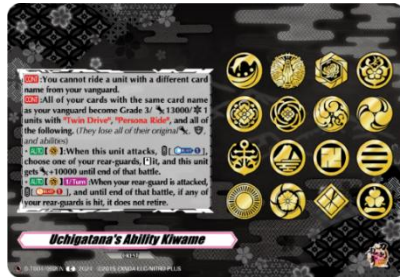 CONT:You cannot ride a unit with a different card
name from your vanguard.
CONT:All of your cards with the same card name
as your vanguard become Grade 3/ 13000/ 1
units with "Twin Drive", "Persona Ride", and all of
the following. (They lose all of their original , ,
and abilities)
・AUTO :When this unit attacks,
choose one of your rear-guards, it, and this unit
gets +10000 until end of that battle.
・AUTO 1/Turn :When your rear-guard is attacked,
and until end of that battle, if any of
your rear-guards is hit, it does not retire.
Uchigatana's Ability Kiwame
2024